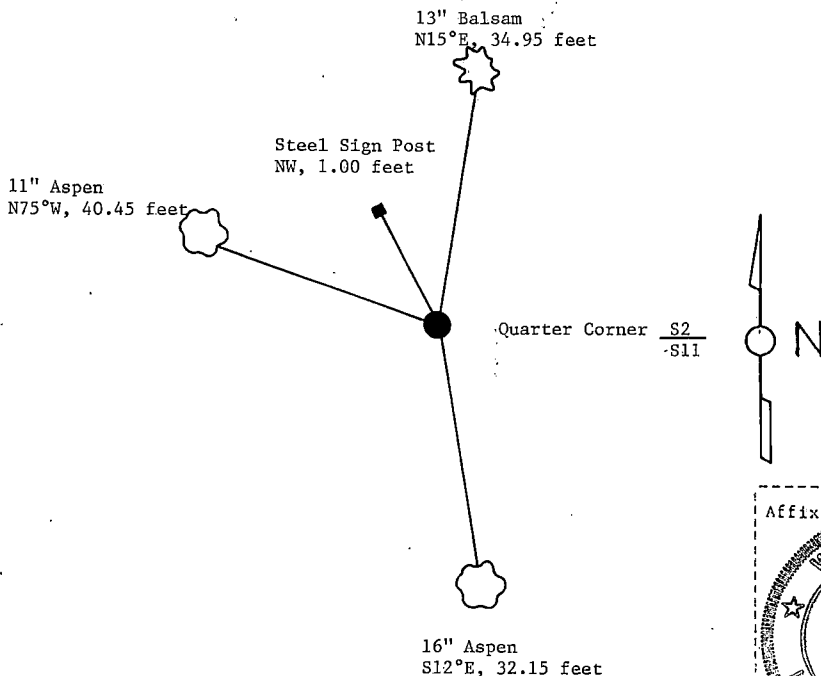 13" Balsam
N15°E, 34.95 feet
Steel Sign Post
NW, 1.00 feet
11" Aspen
N75°W, 40.45 feet
Quarter Corner S2
S11
N
Affix
16" Aspen
S12°E, 32.15 feet